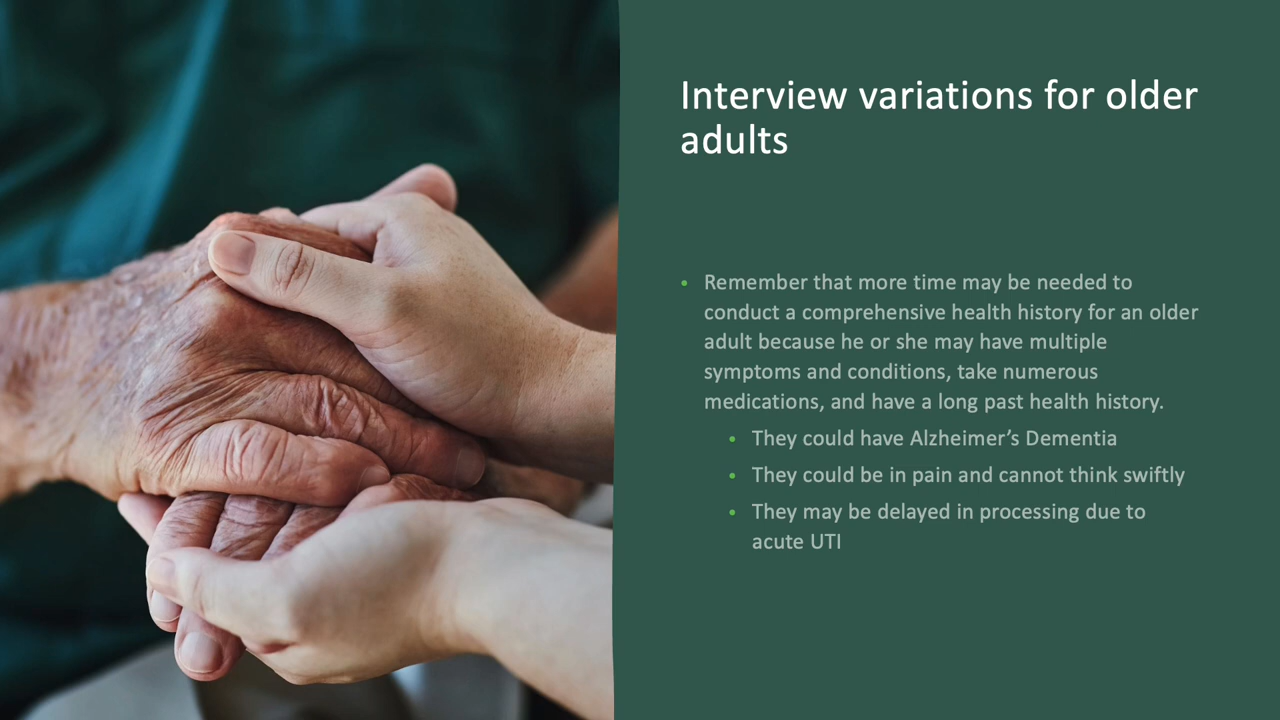 Interview variations for older
adults
• Remember that more time may be needed to
conduct a comprehensive health history for an older
adult because he or she may have multiple
symptoms and conditions, take numerous
medications, and have a long past health history.
• They could have Alzheimer’s Dementia
• They could be in pain and cannot think swiftly
• They may be delayed in processing due to
acute UTI